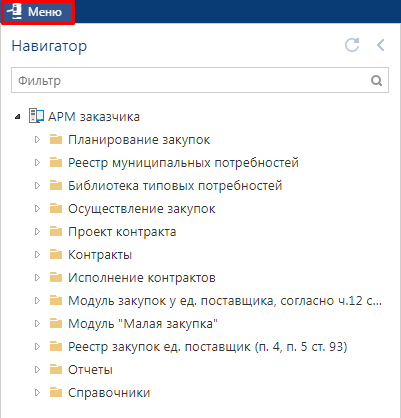 Меню
Навигатор
Фильтр
АРМ заказчика
Планирование закупок
Реестр муниципальных потребностей
Библиотека типовых потребностей
Осуществление закупок
Проект контракта
Контракты
Исполнение контрактов
Модуль закупок у ед. поставщика, согласно ч.12 с...
Модуль "Малая закупка"
Реестр закупок ед. поставщик (п. 4, п. 5 ст. 93)
Отчеты
Справочники